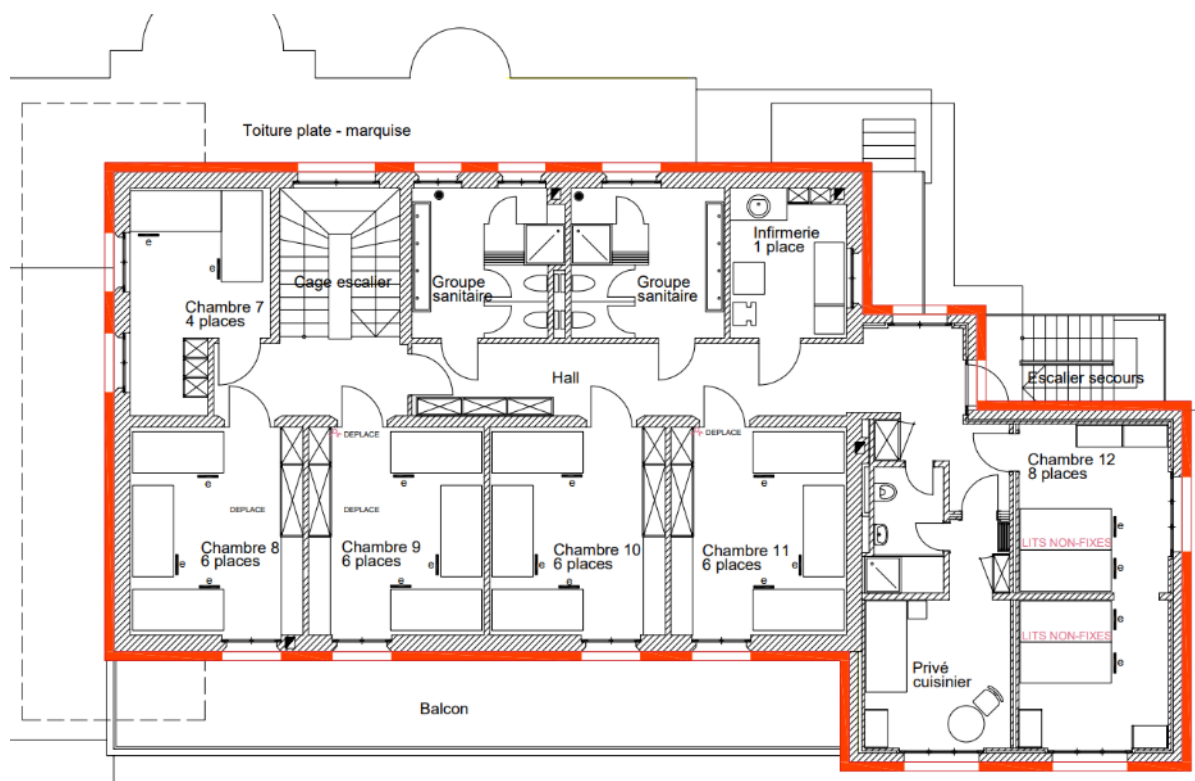 Toiture plate - marquise
Infirmerie
1 place
Cage escalier
Groupe
sanitaire
Groupe
sanitaire
e
e
Chambre 7
4 places
Hall
Escalier secours
DEPLACE
DEPLACE
Chambre 12
8 places
e
e
e
e
DEPLACE
DEPLACE
e
LITS NON-FIXES
Chambre 8
6 places
Chambre 9
6 places
Chambre 10
6 places
Chambre 11
6 places
e
e
e
e
e
e
e
e
e
e
LITS NON-FIXES
e
Privé
cuisinier
Balcon